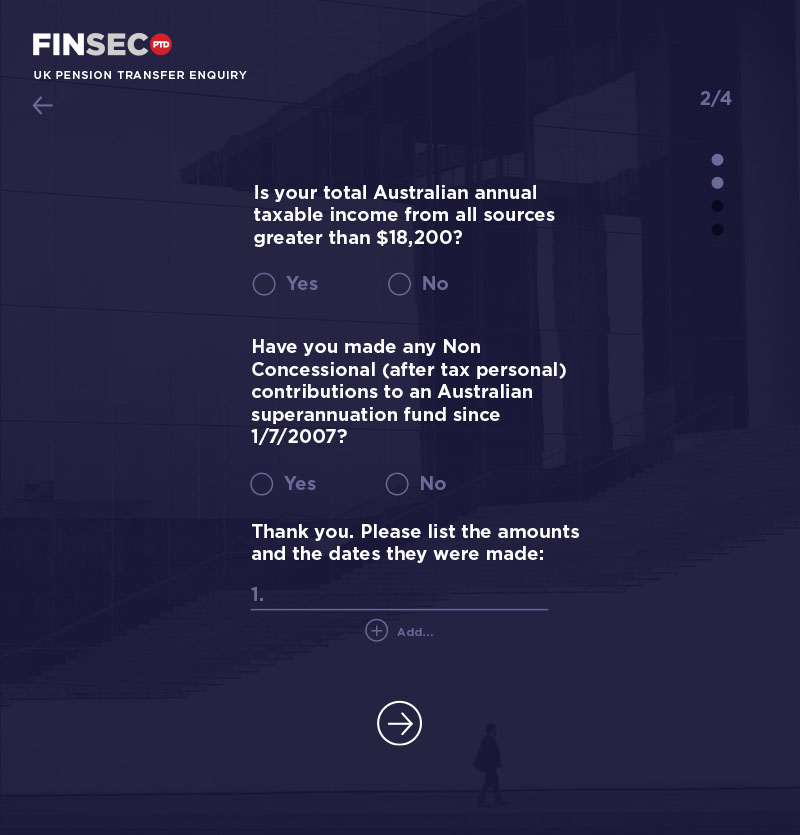 FINSEC PTD
UK PENSION TRANSFER ENQUIRY
2/4
Is your total Australian annual
taxable income from all sources
greater than $18,200?
Yes No
Have you made any Non
Concessional (after tax personal)
contributions to an Australian
superannuation fund since
1/7/2007?
Yes No
Thank you. Please list the amounts
and the dates they were made:
1.
Add...